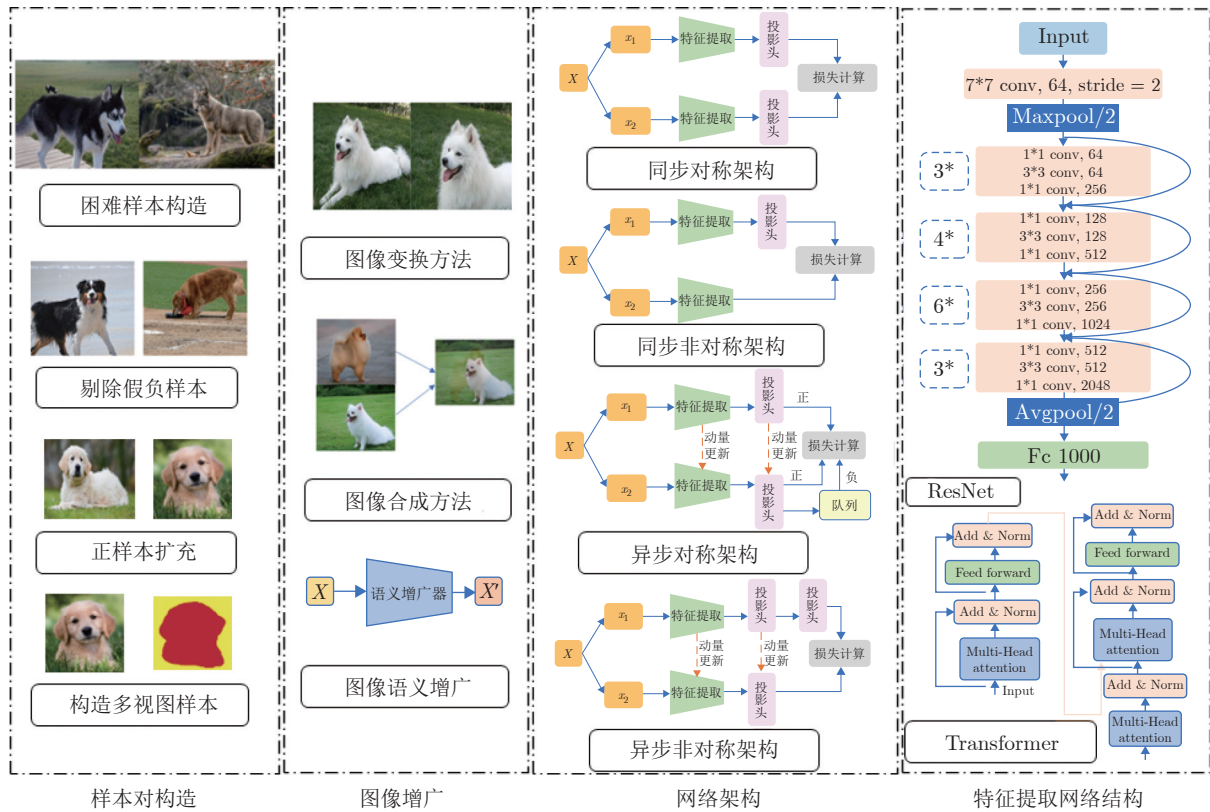 困难样本构造
剔除假负样本
正样本扩充
构造多视图样本
样本对构造
图像变换方法
图像合成方法
X
语义增广器
X'
图像语义增广
图像增广
X
x1
特征提取
投影头
x2
特征提取
投影头
损失计算
同步对称架构
X
x1
特征提取
投影头
x2
特征提取
损失计算
同步非对称架构
X
x1
特征提取
投影头
正
动量更新
动量更新
损失计算
x2
特征提取
投影头
正
负
队列
异步对称架构
X
x1
特征提取
投影头
投影头
动量更新
动量更新
损失计算
x2
特征提取
投影头
异步非对称架构
网络架构
Input
7*7 conv, 64, stride = 2
Maxpool/2
3*
1*1 conv, 64
3*3 conv, 64
1*1 conv, 256
4*
1*1 conv, 128
3*3 conv, 128
1*1 conv, 512
6*
1*1 conv, 256
3*3 conv, 256
1*1 conv, 1024
3*
1*1 conv, 512
3*3 conv, 512
1*1 conv, 2048
Avgpool/2
Fc 1000
ResNet
Add & Norm
Feed forward
Add & Norm
Multi-Head
attention
Input
Add & Norm
Feed forward
Add & Norm
Multi-Head
attention
Add & Norm
Multi-Head
attention
Transformer
特征提取网络结构